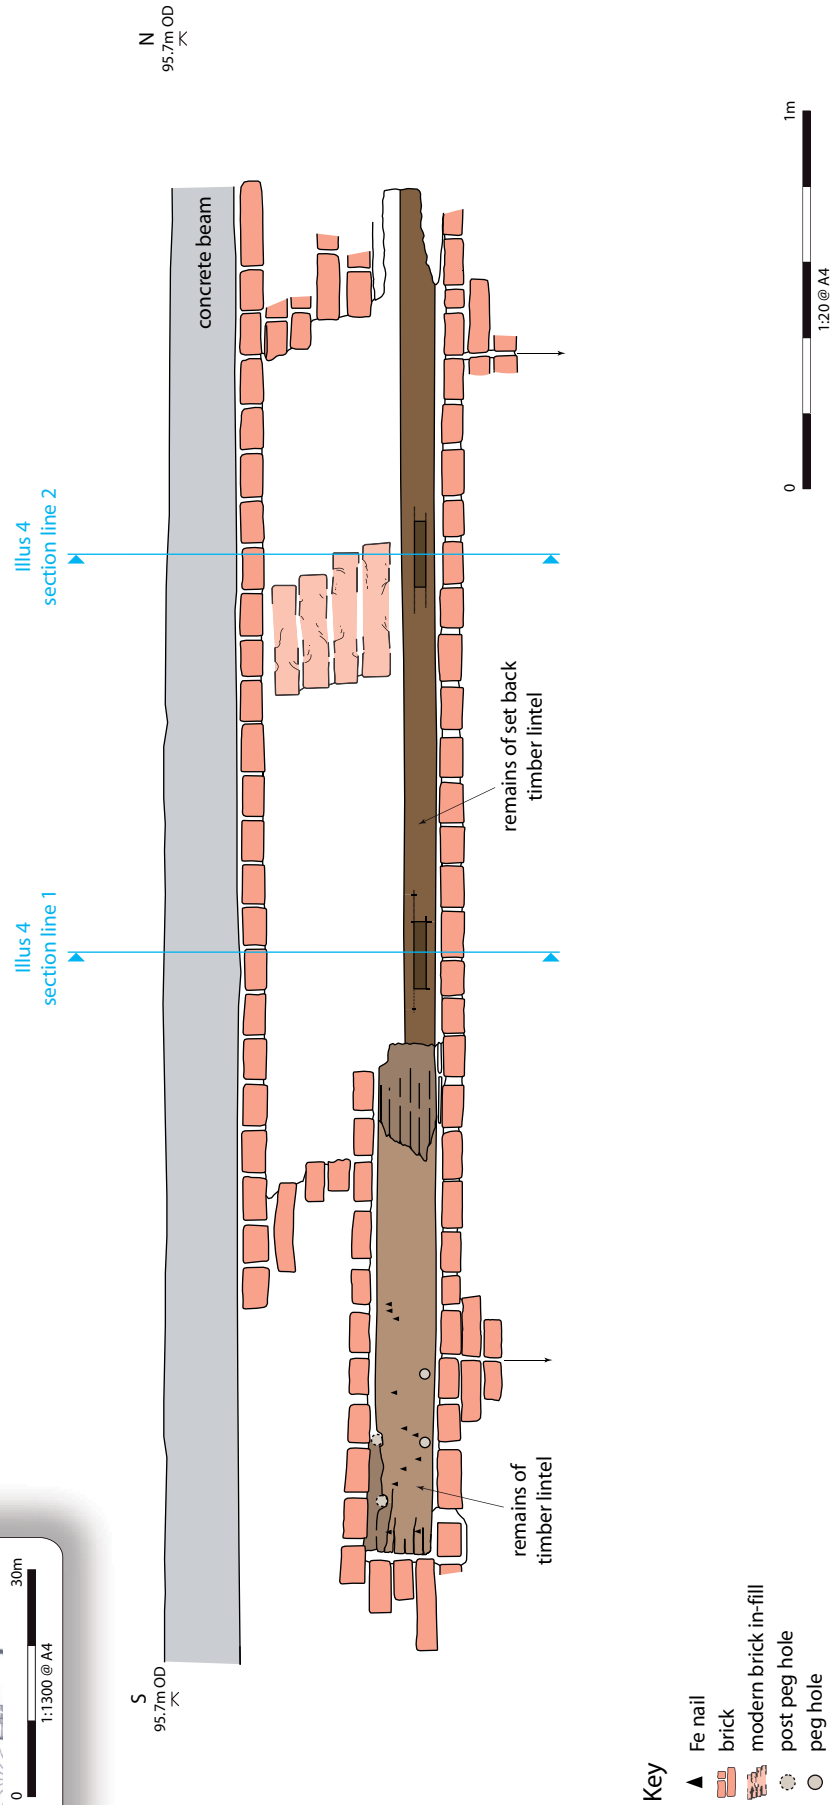 S
95.7m OD
N
95.7m OD
Illus 4
section line 1
Illus 4
section line 2
concrete beam
remains of
timber lintel
remains of set back
timber lintel
0
30m
1:1300 @ A4
Key
Fe nail
brick
modern brick in-fill
post peg hole
peg hole
0
1m
1:20 @ A4